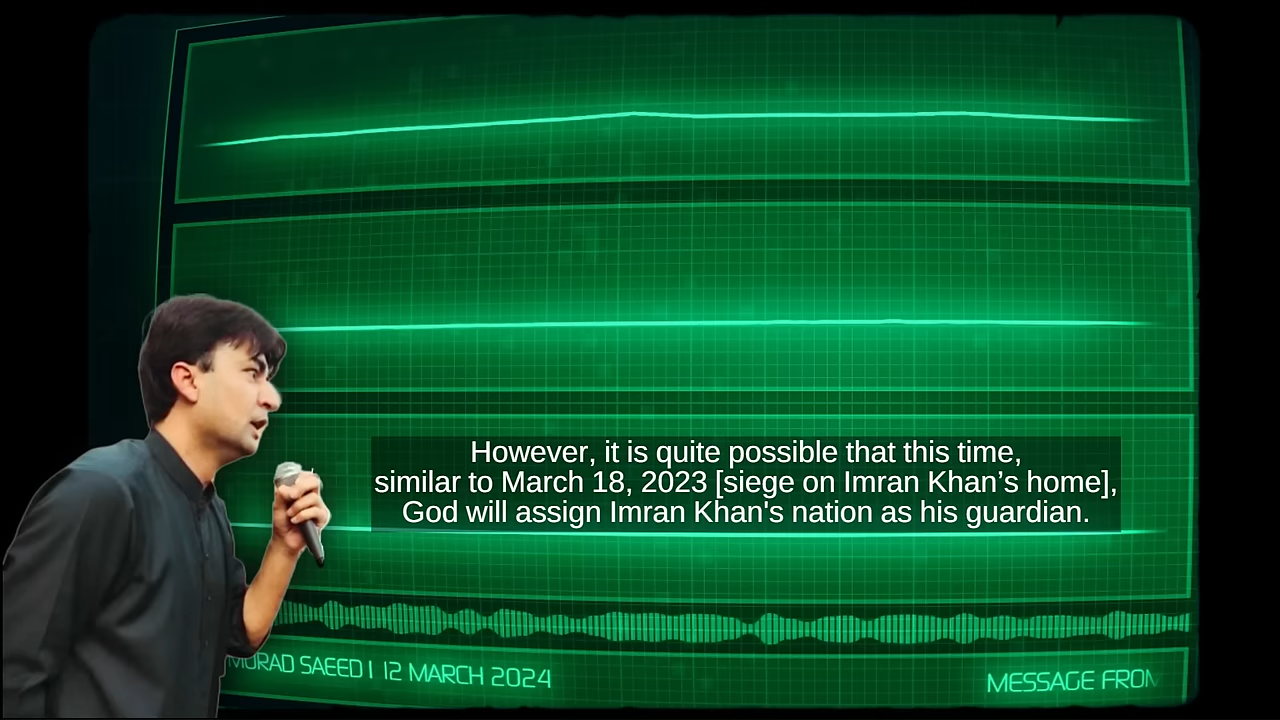 However, it is quite possible that this time,
similar to March 18, 2023 [siege on Imran Khan’s home],
God will assign Imran Khan's nation as his guardian.
MURAD SAEED | 12 MARCH 2024
MESSAGE FROM